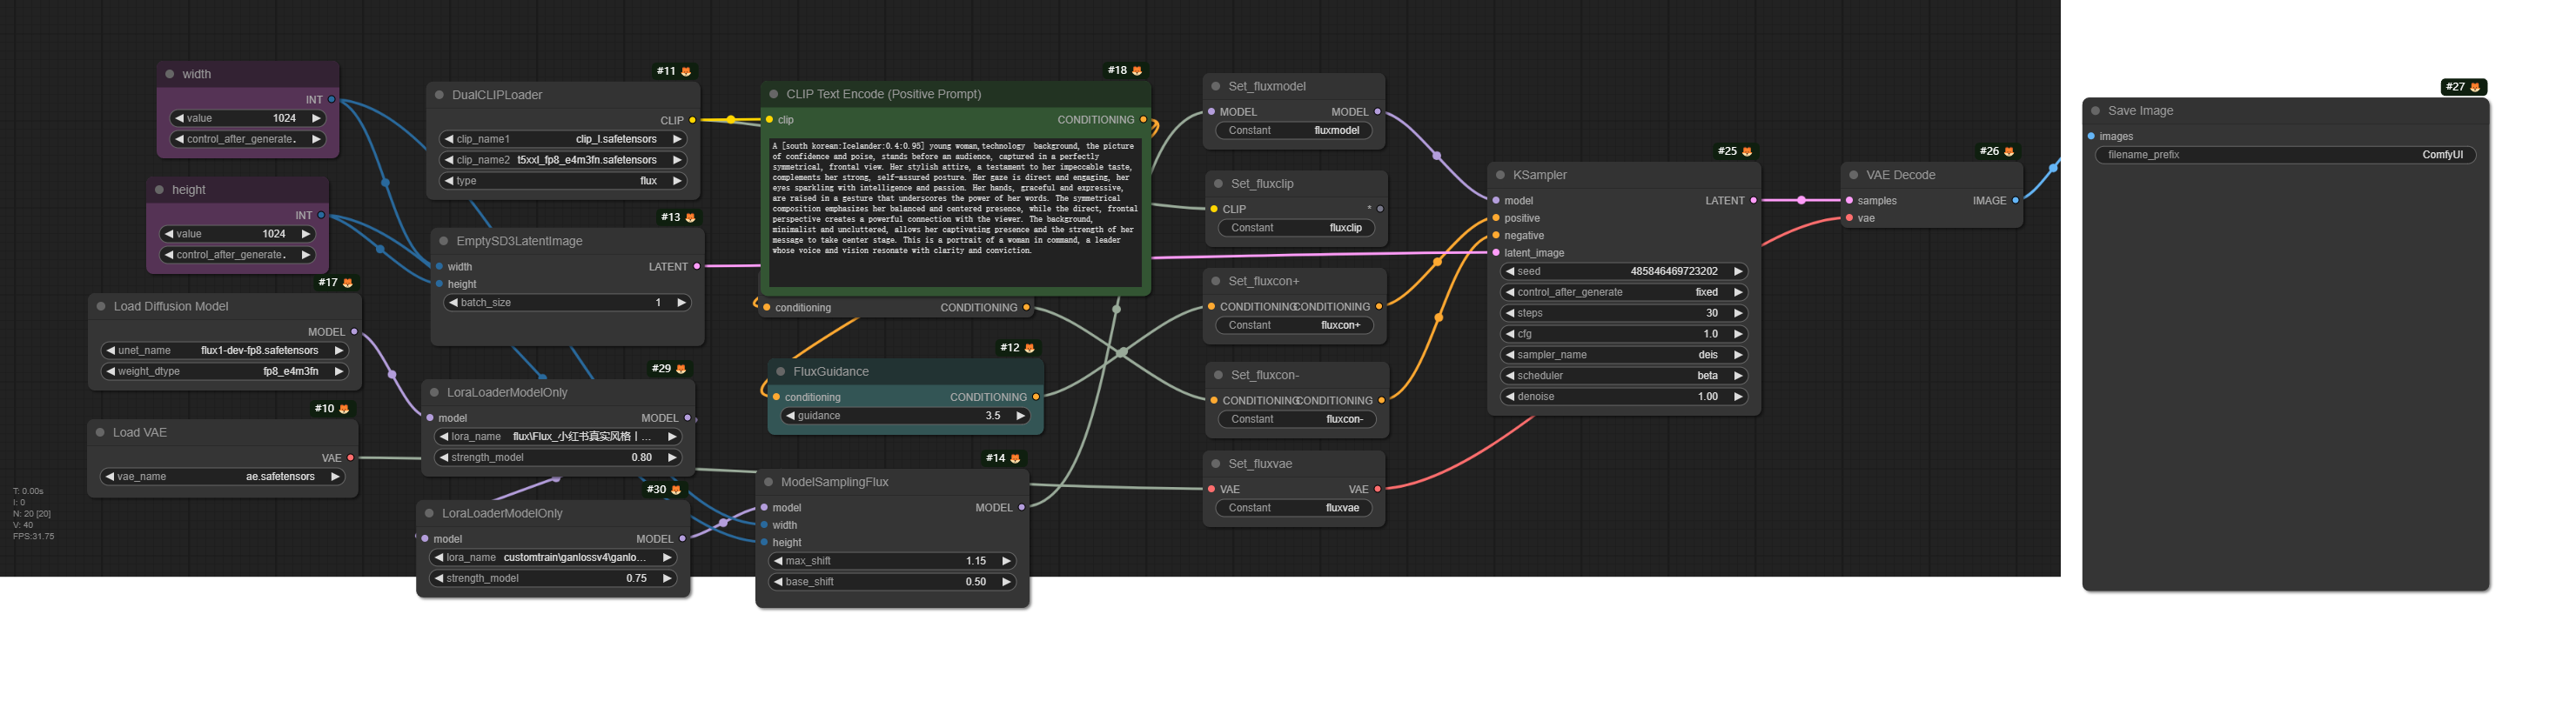 width
INT
value 1024
control_after_generate.
height
INT
value 1024
control_after_generate.
#17
Load Diffusion Model
MODEL
unet_name flux1-dev-fp8.safetensors
weight_dtype fp8_e4m3fn
#10
Load VAE
VAE
vae_name ae.safetensors
T: 0.00s
I: 0
N: 20 [20]
V: 40
FPS:31.75
#11
DualCLIPLoader
CLIP
clip_name1 clip_l.safetensors
clip_name2 t5xxl_fp8_e4m3fn.safetensors
type flux
#13
EmptySD3LatentImage
width LATENT
height
batch_size 1
#29
LoraLoaderModelOnly
model MODEL
lora_name flux\Flux_小红书真实风格丨...
strength_model 0.80
#30
LoraLoaderModelOnly
model MODEL
lora_name customtrain\ganlossv4\ganlo...
strength_model 0.75
#18
CLIP Text Encode (Positive Prompt)
clip CONDITIONING
A [south korean:Icelander:0.4:0.95] young woman,technology background, the picture
of confidence and poise, stands before an audience, captured in a perfectly
symmetrical, frontal view. Her stylish attire, a testament to her impeccable taste,
complements her strong, self-assured posture. Her gaze is direct and engaging, her
eyes sparkling with intelligence and passion. Her hands, graceful and expressive,
are raised in a gesture that underscores the power of her words. The symmetrical
composition emphasizes her balanced and centered presence, while the direct, frontal
perspective creates a powerful connection with the viewer. The background,
minimalist and uncluttered, allows her captivating presence and the strength of her
message to take center stage. This is a portrait of a woman in command, a leader
whose voice and vision resonate with clarity and conviction.
conditioning CONDITIONING
#12
FluxGuidance
conditioning CONDITIONING
guidance 3.5
#14
ModelSamplingFlux
model MODEL
width
height
max_shift 1.15
base_shift 0.50
Set_fluxmodel
MODEL MODEL
Constant fluxmodel
Set_fluxclip
CLIP *
Constant fluxclip
Set_fluxcon+
CONDITIONING CONDITIONING
Constant fluxcon+
Set_fluxcon-
CONDITIONING CONDITIONING
Constant fluxcon-
Set_fluxvae
VAE VAE
Constant fluxvae
#25
KSampler
model LATENT
positive
negative
latent_image
seed 485846469723202
control_after_generate fixed
steps 30
cfg 1.0
sampler_name deis
scheduler beta
denoise 1.00
#26
VAE Decode
samples IMAGE
vae
#27
Save Image
images
filename_prefix ComfyUI